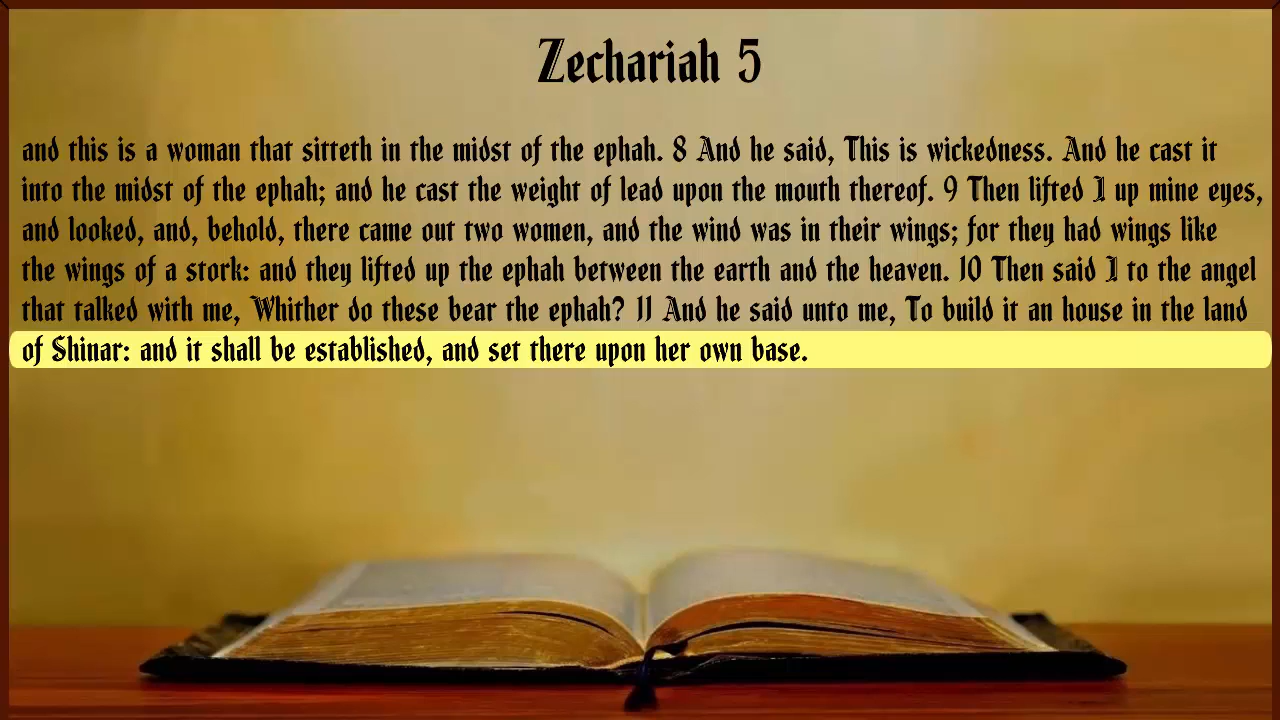 Zechariah 5
and this is a woman that sitteth in the midst of the ephah. 8 And he said, This is wickedness. And he cast it
into the midst of the ephah; and he cast the weight of lead upon the mouth thereof. 9 Then lifted I up mine eyes,
and looked, and, behold, there came out two women, and the wind was in their wings; for they had wings like
the wings of a stork: and they lifted up the ephah between the earth and the heaven. 10 Then said I to the angel
that talked with me, Whither do these bear the ephah? 11 And he said unto me, To build it an house in the land
of Shinar: and it shall be established, and set there upon her own base.